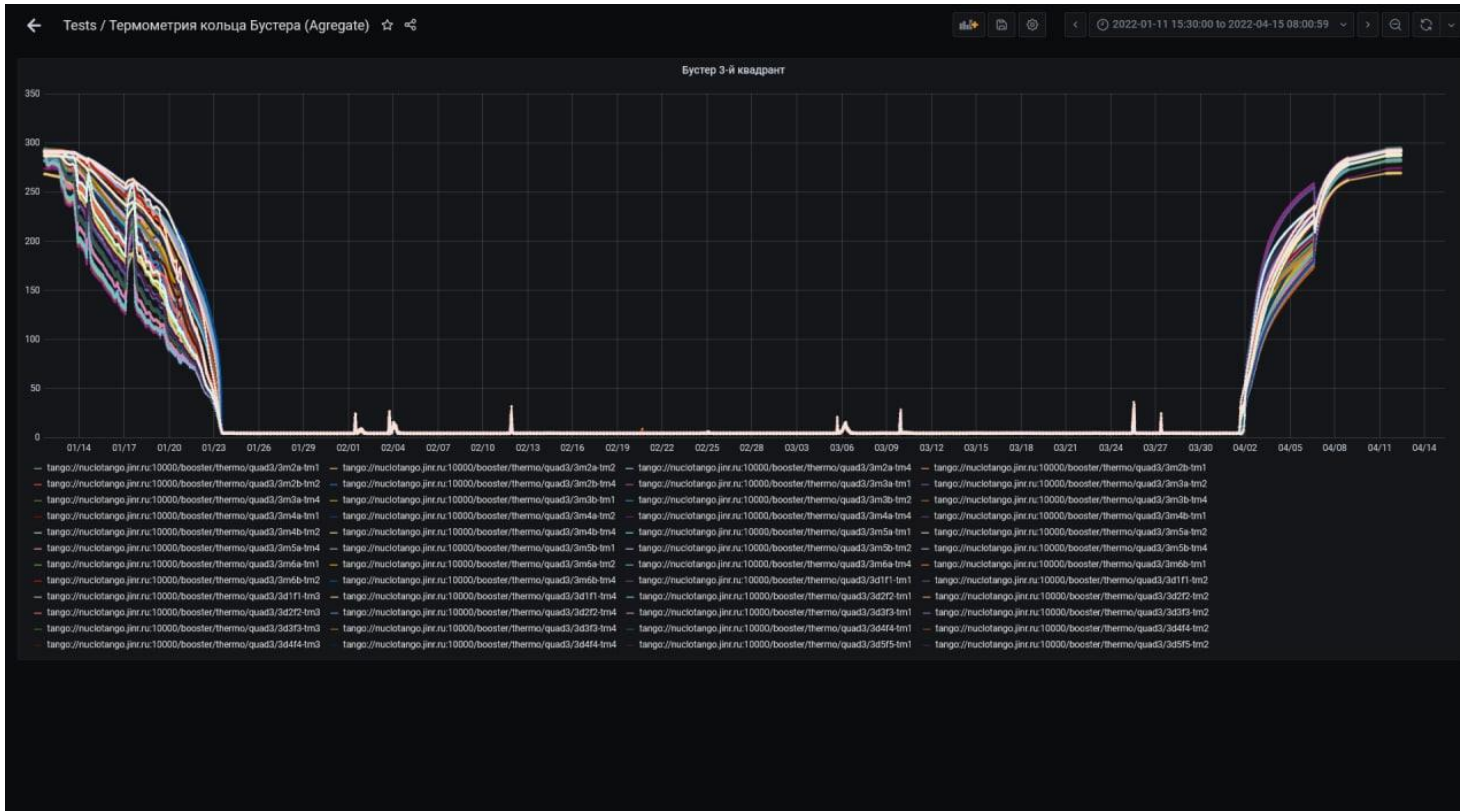 Tests / Термометрия кольца Бустера (Agregate)
2022-01-11 15:30:00 to 2022-04-15 08:00:59
Бустер 3-й квадрант
350
300
250
200
150
100
50
0
01/14 01/17 01/20 01/23 01/26 01/29 02/01 02/04 02/07 02/10 02/13 02/16 02/19 02/22 02/25 02/28 03/03 03/06 03/09 03/12 03/15 03/18 03/21 03/24 03/27 03/30 04/02 04/05 04/08 04/11 04/14
tango://nuclotango.jinr.ru:10000/booster/thermo/quad3/3m2a-tm1 tango://nuclotango.jinr.ru:10000/booster/thermo/quad3/3m2a-tm2 tango://nuclotango.jinr.ru:10000/booster/thermo/quad3/3m2a-tm4 tango://nuclotango.jinr.ru:10000/booster/thermo/quad3/3m2b-tm1
tango://nuclotango.jinr.ru:10000/booster/thermo/quad3/3m2b-tm2 tango://nuclotango.jinr.ru:10000/booster/thermo/quad3/3m2b-tm4 tango://nuclotango.jinr.ru:10000/booster/thermo/quad3/3m3a-tm1 tango://nuclotango.jinr.ru:10000/booster/thermo/quad3/3m3a-tm2
tango://nuclotango.jinr.ru:10000/booster/thermo/quad3/3m3a-tm4 tango://nuclotango.jinr.ru:10000/booster/thermo/quad3/3m3b-tm1 tango://nuclotango.jinr.ru:10000/booster/thermo/quad3/3m3b-tm2 tango://nuclotango.jinr.ru:10000/booster/thermo/quad3/3m3b-tm4
tango://nuclotango.jinr.ru:10000/booster/thermo/quad3/3m4a-tm1 tango://nuclotango.jinr.ru:10000/booster/thermo/quad3/3m4a-tm2 tango://nuclotango.jinr.ru:10000/booster/thermo/quad3/3m4a-tm4 tango://nuclotango.jinr.ru:10000/booster/thermo/quad3/3m4b-tm1
tango://nuclotango.jinr.ru:10000/booster/thermo/quad3/3m4b-tm2 tango://nuclotango.jinr.ru:10000/booster/thermo/quad3/3m4b-tm4 tango://nuclotango.jinr.ru:10000/booster/thermo/quad3/3m5a-tm1 tango://nuclotango.jinr.ru:10000/booster/thermo/quad3/3m5a-tm2
tango://nuclotango.jinr.ru:10000/booster/thermo/quad3/3m5a-tm4 tango://nuclotango.jinr.ru:10000/booster/thermo/quad3/3m5b-tm1 tango://nuclotango.jinr.ru:10000/booster/thermo/quad3/3m5b-tm2 tango://nuclotango.jinr.ru:10000/booster/thermo/quad3/3m5b-tm4
tango://nuclotango.jinr.ru:10000/booster/thermo/quad3/3m6a-tm1 tango://nuclotango.jinr.ru:10000/booster/thermo/quad3/3m6a-tm2 tango://nuclotango.jinr.ru:10000/booster/thermo/quad3/3m6a-tm4 tango://nuclotango.jinr.ru:10000/booster/thermo/quad3/3m6b-tm1
tango://nuclotango.jinr.ru:10000/booster/thermo/quad3/3m6b-tm2 tango://nuclotango.jinr.ru:10000/booster/thermo/quad3/3m6b-tm4 tango://nuclotango.jinr.ru:10000/booster/thermo/quad3/3d1f1-tm1 tango://nuclotango.jinr.ru:10000/booster/thermo/quad3/3d1f1-tm2
tango://nuclotango.jinr.ru:10000/booster/thermo/quad3/3d1f1-tm3 tango://nuclotango.jinr.ru:10000/booster/thermo/quad3/3d1f1-tm4 tango://nuclotango.jinr.ru:10000/booster/thermo/quad3/3d2f2-tm1 tango://nuclotango.jinr.ru:10000/booster/thermo/quad3/3d2f2-tm2
tango://nuclotango.jinr.ru:10000/booster/thermo/quad3/3d2f2-tm3 tango://nuclotango.jinr.ru:10000/booster/thermo/quad3/3d2f2-tm4 tango://nuclotango.jinr.ru:10000/booster/thermo/quad3/3d3f3-tm1 tango://nuclotango.jinr.ru:10000/booster/thermo/quad3/3d3f3-tm2
tango://nuclotango.jinr.ru:10000/booster/thermo/quad3/3d3f3-tm3 tango://nuclotango.jinr.ru:10000/booster/thermo/quad3/3d3f3-tm4 tango://nuclotango.jinr.ru:10000/booster/thermo/quad3/3d4f4-tm1 tango://nuclotango.jinr.ru:10000/booster/thermo/quad3/3d4f4-tm2
tango://nuclotango.jinr.ru:10000/booster/thermo/quad3/3d4f4-tm3 tango://nuclotango.jinr.ru:10000/booster/thermo/quad3/3d4f4-tm4 tango://nuclotango.jinr.ru:10000/booster/thermo/quad3/3d5f5-tm1 tango://nuclotango.jinr.ru:10000/booster/thermo/quad3/3d5f5-tm2